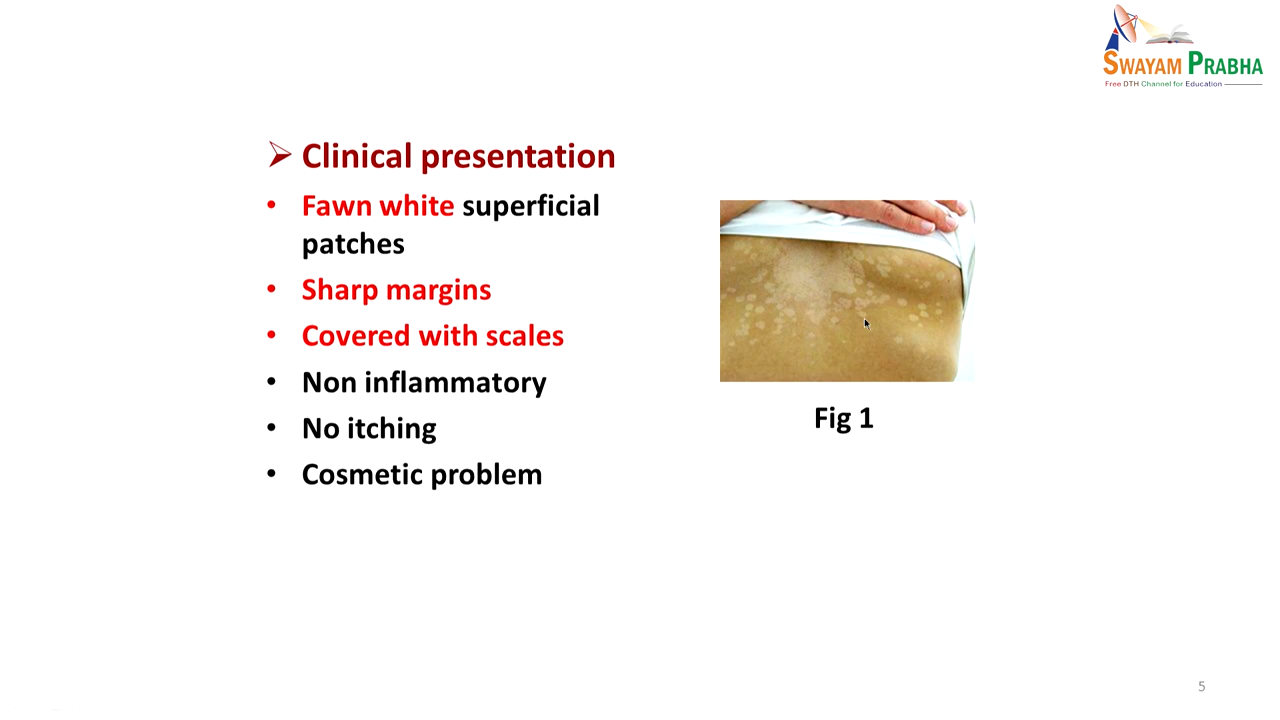 SWAYAM PRABHA
Free DTH Channel for Education
➢ Clinical presentation
• Fawn white superficial
patches
• Sharp margins
• Covered with scales
• Non inflammatory
• No itching
• Cosmetic problem
Fig 1
5